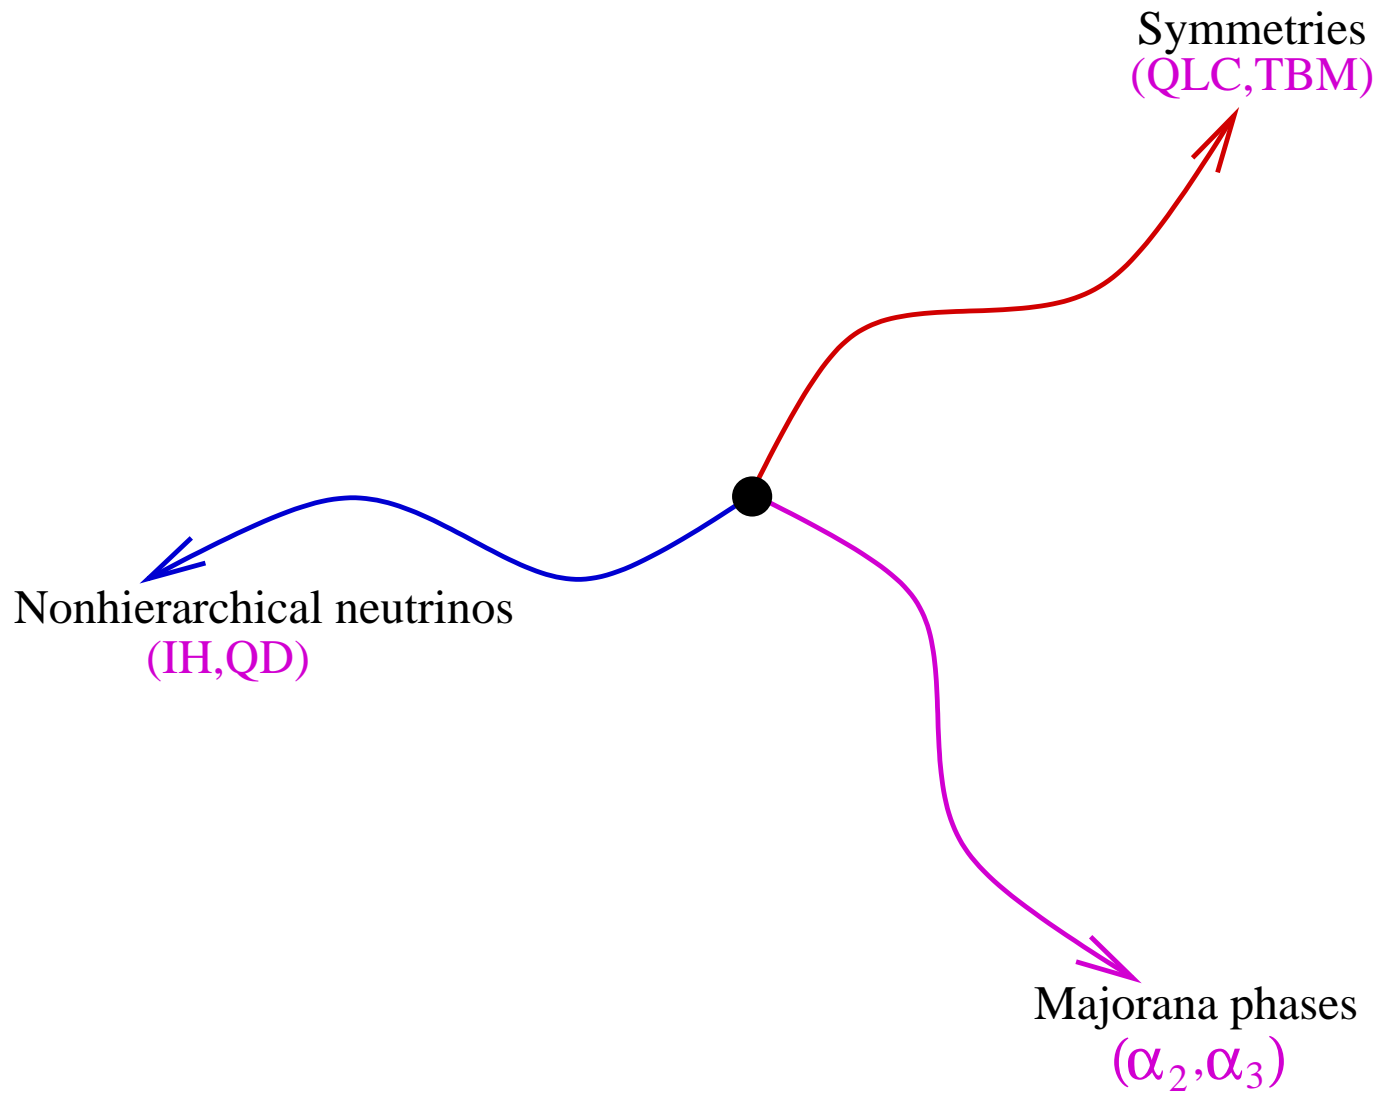 Symmetries
(QLC,TBM)
Nonhierarchical neutrinos
(IH,QD)
Majorana phases
(α₂,α₃)